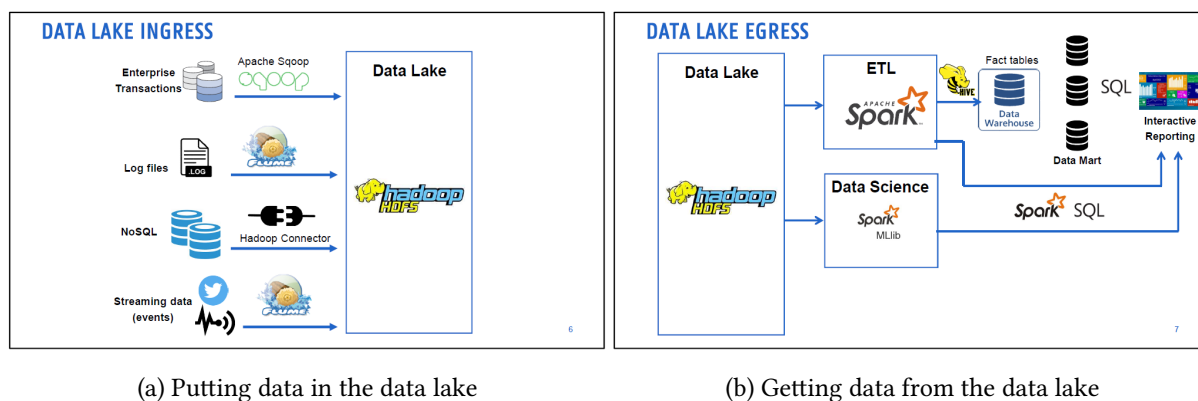 DATA LAKE INGRESS
Enterprise
Transactions
Apache Sqoop
sqoop
Data Lake
Log files
.LOG
FLUME
hadoop
HDFS
NoSQL
Hadoop Connector
Streaming data
(events)
FLUME
6
(a) Putting data in the data lake
DATA LAKE EGRESS
Data Lake
hadoop
HDFS
ETL
APACHE
Spark
HIVE
Fact tables
Data
Warehouse
SQL
Data Mart
Interactive
Reporting
Data Science
Spark
MLlib
Spark SQL
7
(b) Getting data from the data lake